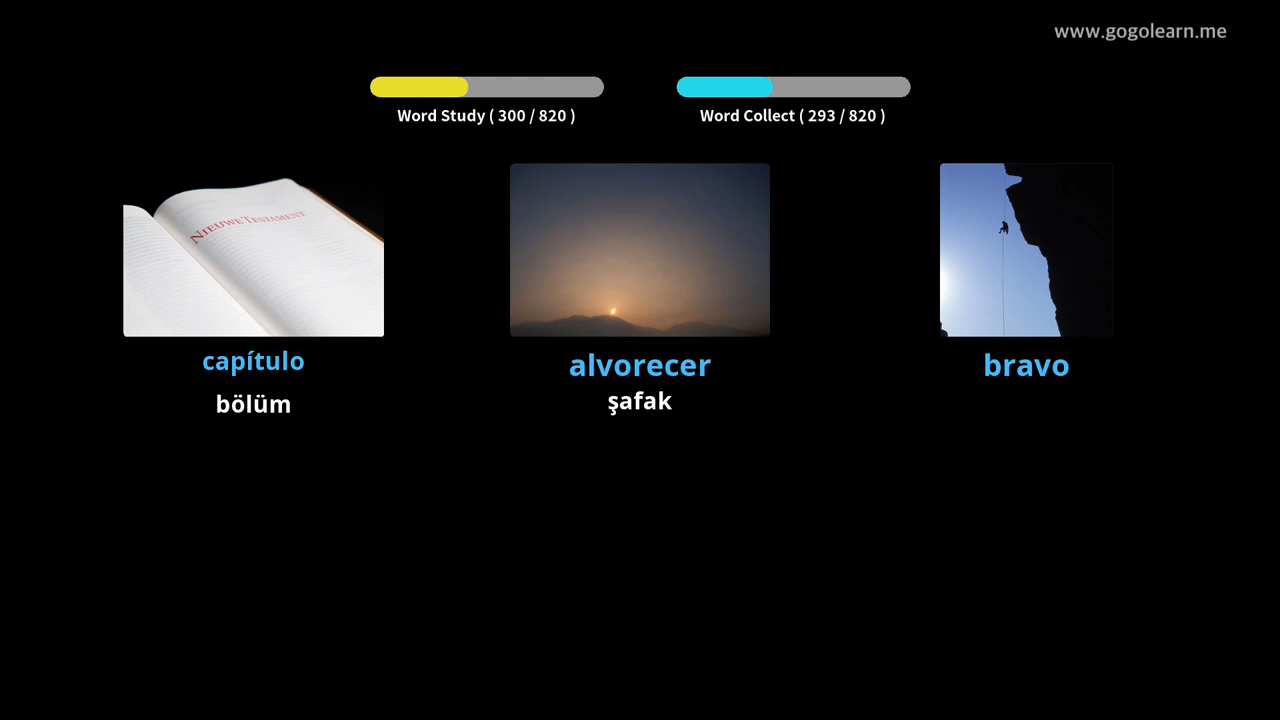 www.gogolearn.me
Word Study ( 300 / 820 )
Word Collect ( 293 / 820 )
NIEUWE TESTAMENT
capítulo
bölüm
alvorecer
şafak
bravo